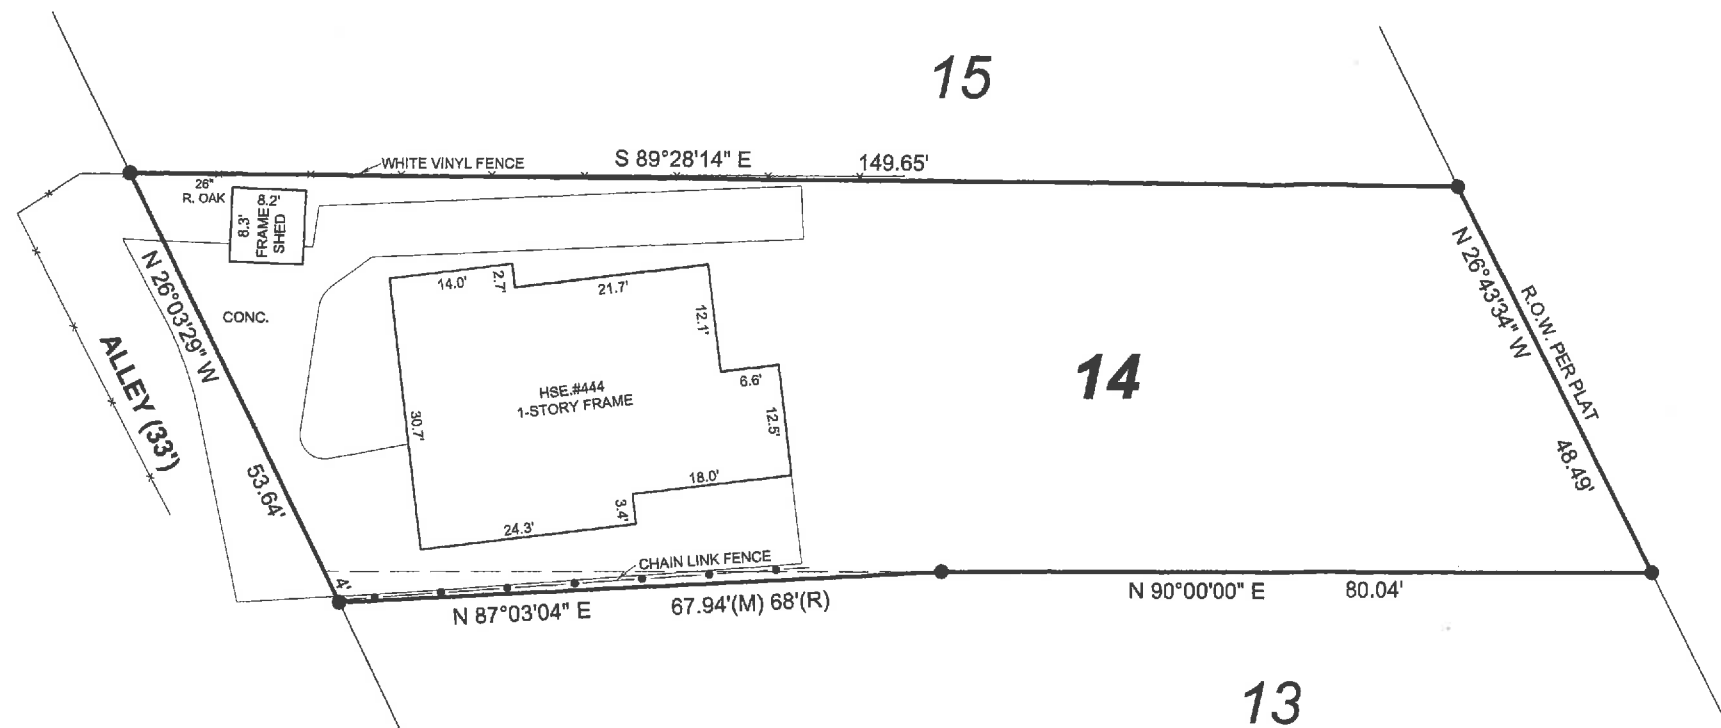 15
WHITE VINYL FENCE
S 89°28'14" E
149.65'
26"
R. OAK
8.2'
8.3'
FRAME
SHED
N 26°03'29" W
53.64'
CONC.
ALLEY (33')
14.0'
2.7'
21.7'
12.1'
6.6'
12.5'
HSE.#444
1-STORY FRAME
30.7'
18.0'
3.4'
24.3'
14
N 26°43'34" W
R.O.W. PER PLAT
48.49'
CHAIN LINK FENCE
4'
N 87°03'04" E
67.94'(M) 68'(R)
N 90°00'00" E
80.04'
13